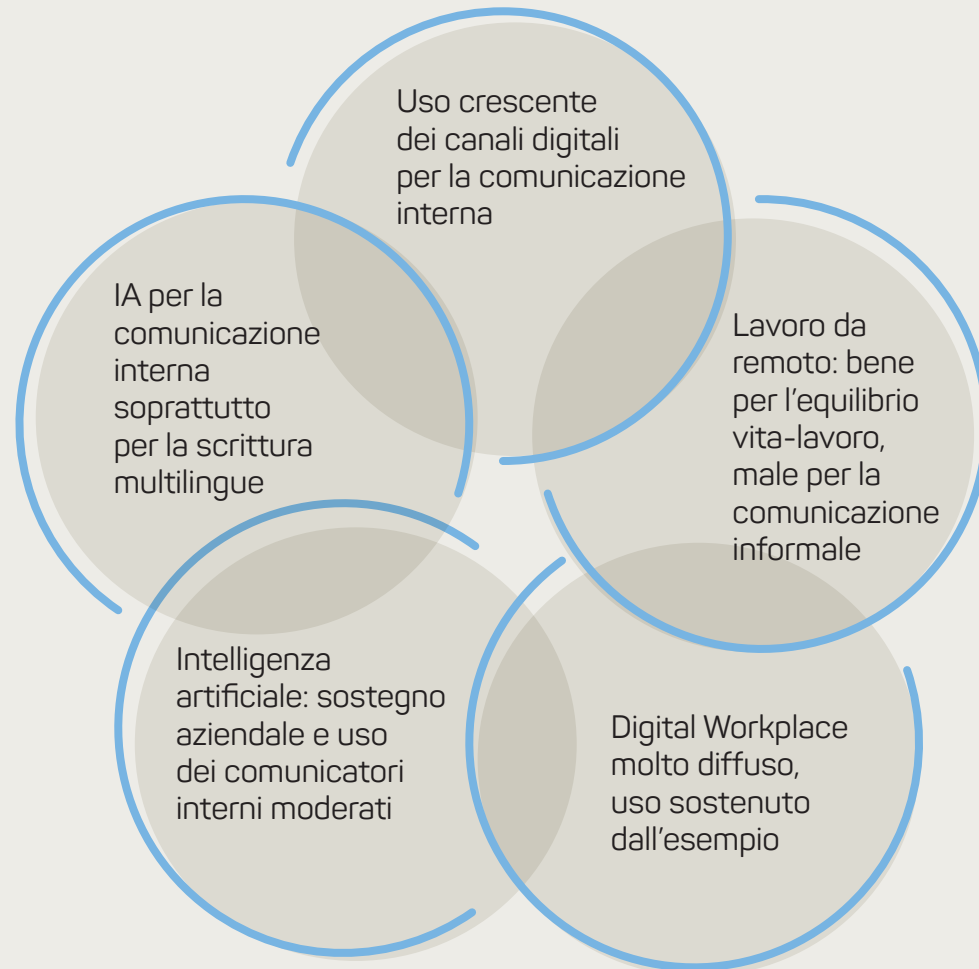 Uso crescente
dei canali digitali
per la comunicazione
interna
IA per la
comunicazione
interna
soprattutto
per la scrittura
multilingue
Lavoro da
remoto: bene
per l'equilibrio
vita-lavoro,
male per la
comunicazione
informale
Intelligenza
artificiale: sostegno
aziendale e uso
dei comunicatori
interni moderati
Digital Workplace
molto diffuso,
uso sostenuto
dall'esempio